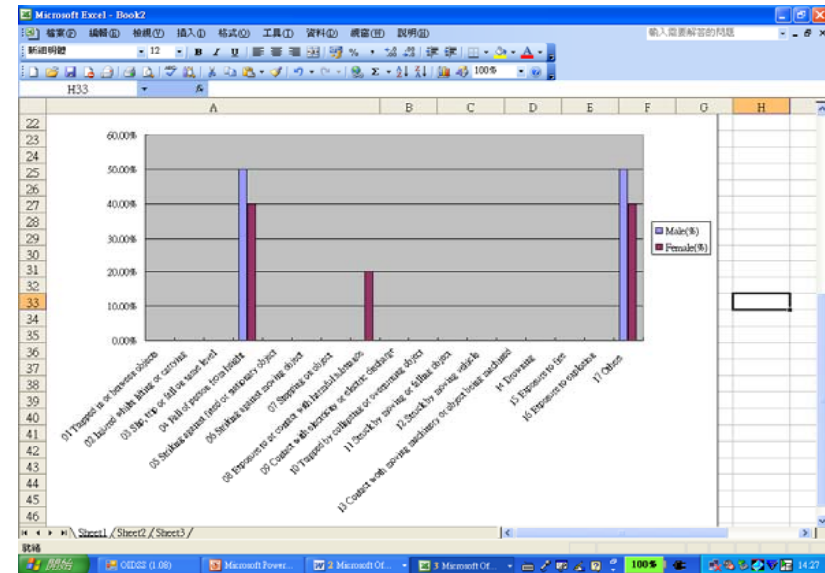 Microsoft Excel - Book2
檔案(F) 編輯(E) 檢視(V) 插入(I) 格式(O) 工具(T) 資料(D) 視窗(W) 說明(H) 輸入需要解答的問題
新細明體 12 B I U
100%
H33 fx
A B C D E F G H
22
23
24
25
26
27
28
29
30
31
32
33
34
35
36
37
38
39
40
41
42
43
44
45
46
60.00%
50.00%
40.00%
30.00%
20.00%
10.00%
0.00%
Male(%)
Female(%)
01 Trapped in or between objects
02 Injured whilst lifting or carrying
03 Slip, trip or fall on same level
04 Fall of person from height
05 Striking against fixed or stationary object
06 Striking against moving object
07 Stepping on object
08 Exposure to or contact with harmful substance
09 Contact with electricity or electric discharge
10 Trapped by collapsing or overturning object
11 Struck by moving or falling object
12 Struck by moving vehicle
13 Contact with moving machinery or object being machined
14 Drowning
15 Exposure to fire
16 Exposure to explosion
17 Others
Sheet1 / Sheet2 / Sheet3
就緒
開始 OID22 (1.08) Microsoft Power... 2 Microsoft Of... 3 Microsoft Of... 100% 14:27